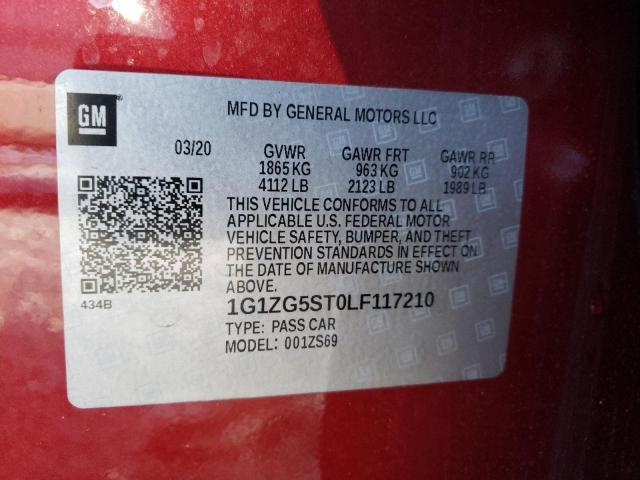 GM
MFD BY GENERAL MOTORS LLC
03/20 GVWR GAWR FRT GAWR RR
1865 KG 963 KG 902 KG
4112 LB 2123 LB 1989 LB
THIS VEHICLE CONFORMS TO ALL
APPLICABLE U.S. FEDERAL MOTOR
VEHICLE SAFETY, BUMPER, AND THEFT
PREVENTION STANDARDS IN EFFECT ON
THE DATE OF MANUFACTURE SHOWN
ABOVE.
434B
1G1ZG5ST0LF117210
TYPE: PASS CAR
MODEL: 001ZS69